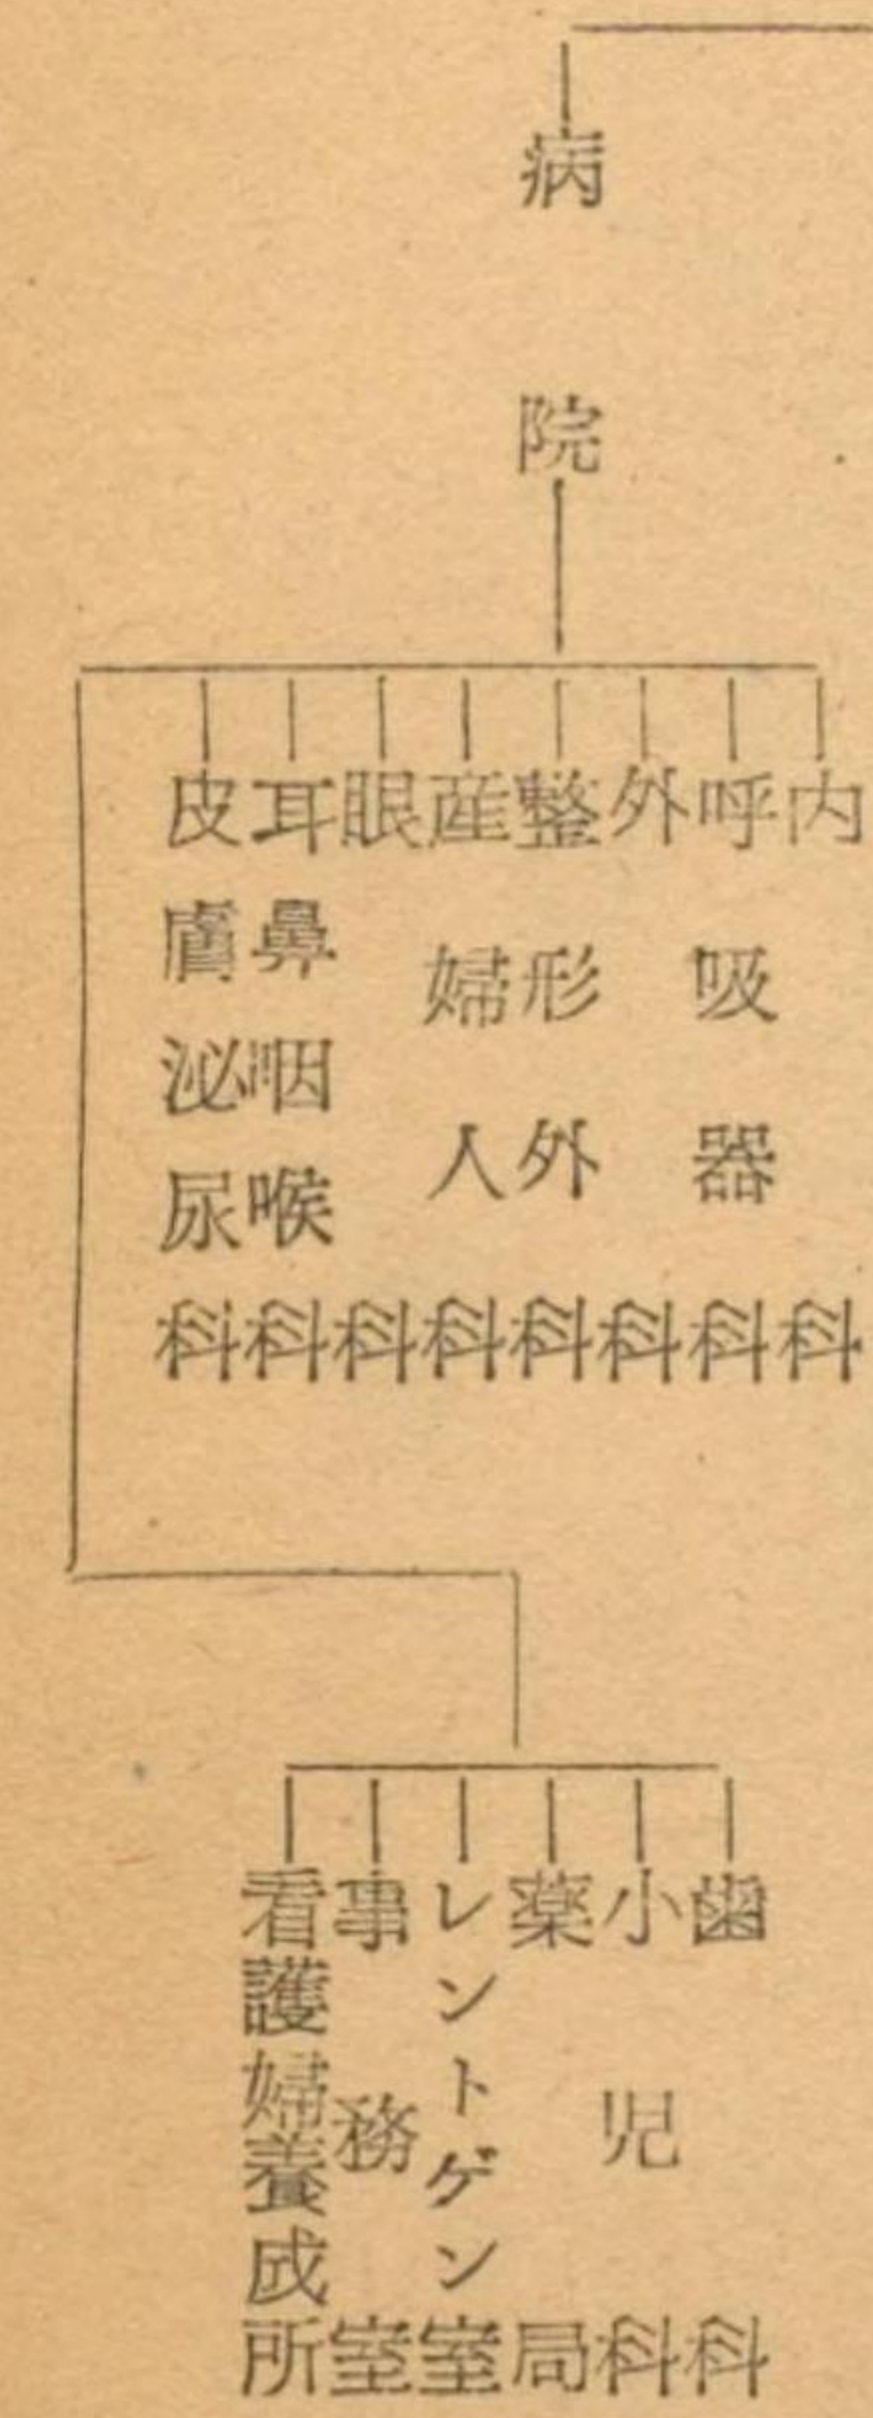 病院
内科
呼吸器科
外科
整形外科
産婦人科
眼科
耳鼻咽喉科
皮膚泌尿科
歯科
小児科
薬局
レントゲン室
事務室
看護婦養成所